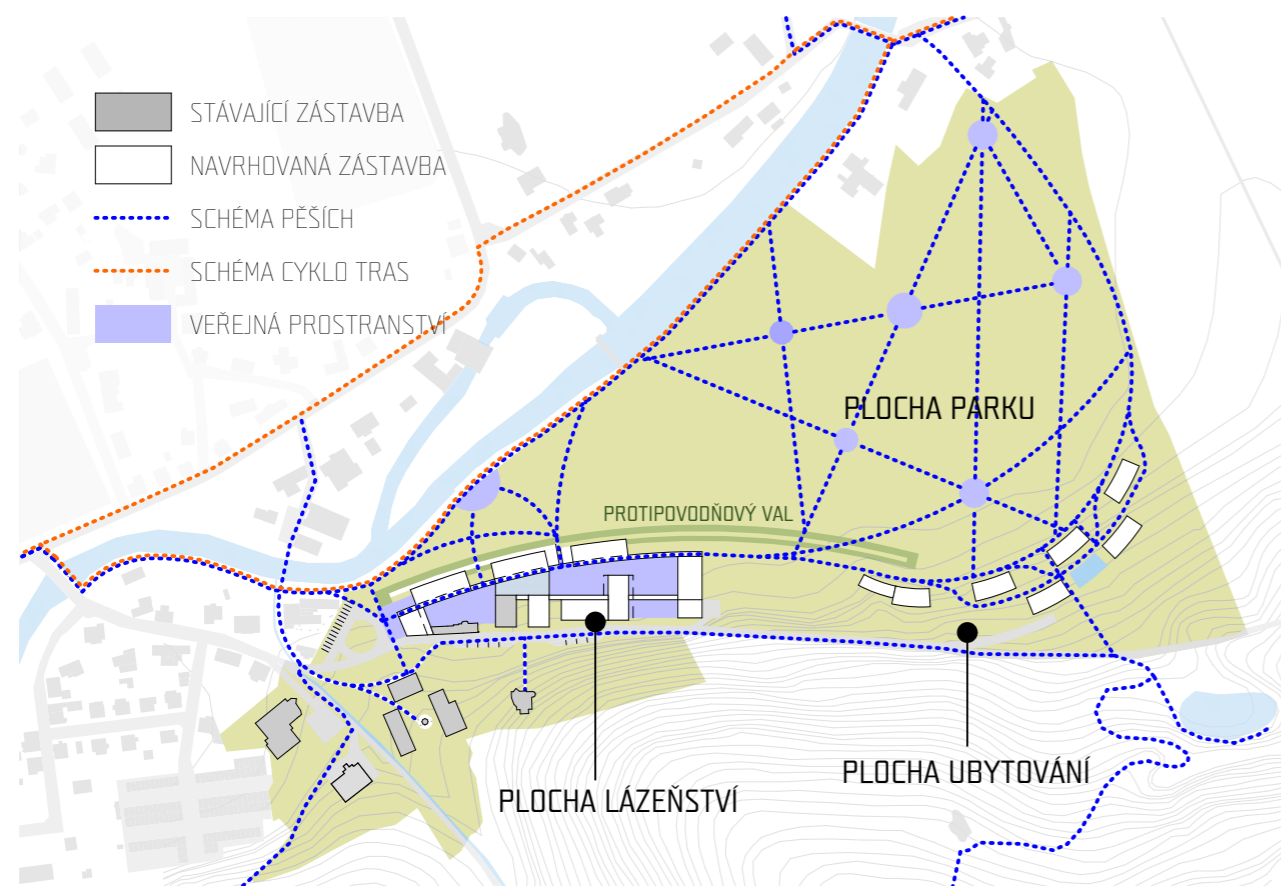 STÁVAJÍCÍ ZÁSTAVBA
NAVRHOVANÁ ZÁSTAVBA
SCHÉMA PĚŠÍCH
SCHÉMA CYKLO TRAS
VEŘEJNÁ PROSTRANSTVÍ
PLOCHA PARKU
PROTIPOVODŇOVÝ VAL
PLOCHA UBYTOVÁNÍ
PLOCHA LÁZEŇSTVÍ